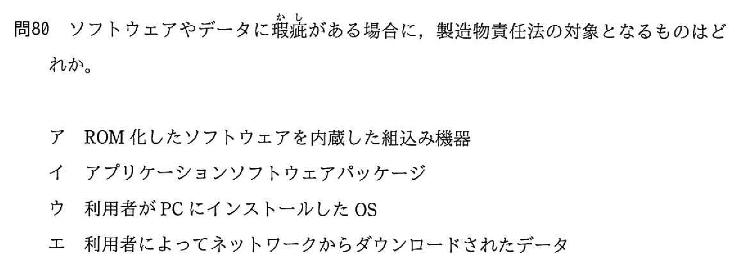 問80 ソフトウェアやデータに瑕疵がある場合に，製造物責任法の対象となるものはど
れか。
ア ROM 化したソフトウェアを内蔵した組込み機器
イ アプリケーションソフトウェアパッケージ
ウ 利用者が PC にインストールした OS
エ 利用者によってネットワークからダウンロードされたデータ